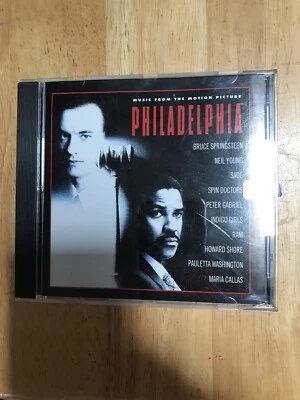 MUSIC FROM THE MOTION PICTURE
PHILADELPHIA
BRUCE SPRINGSTEEN
NEIL YOUNG
SADE
SPIN DOCTORS
PETER GABRIEL
INDIGO GIRLS
RAM
HOWARD SHORE
PAULETTA WASHINGTON
MARIA CALLAS